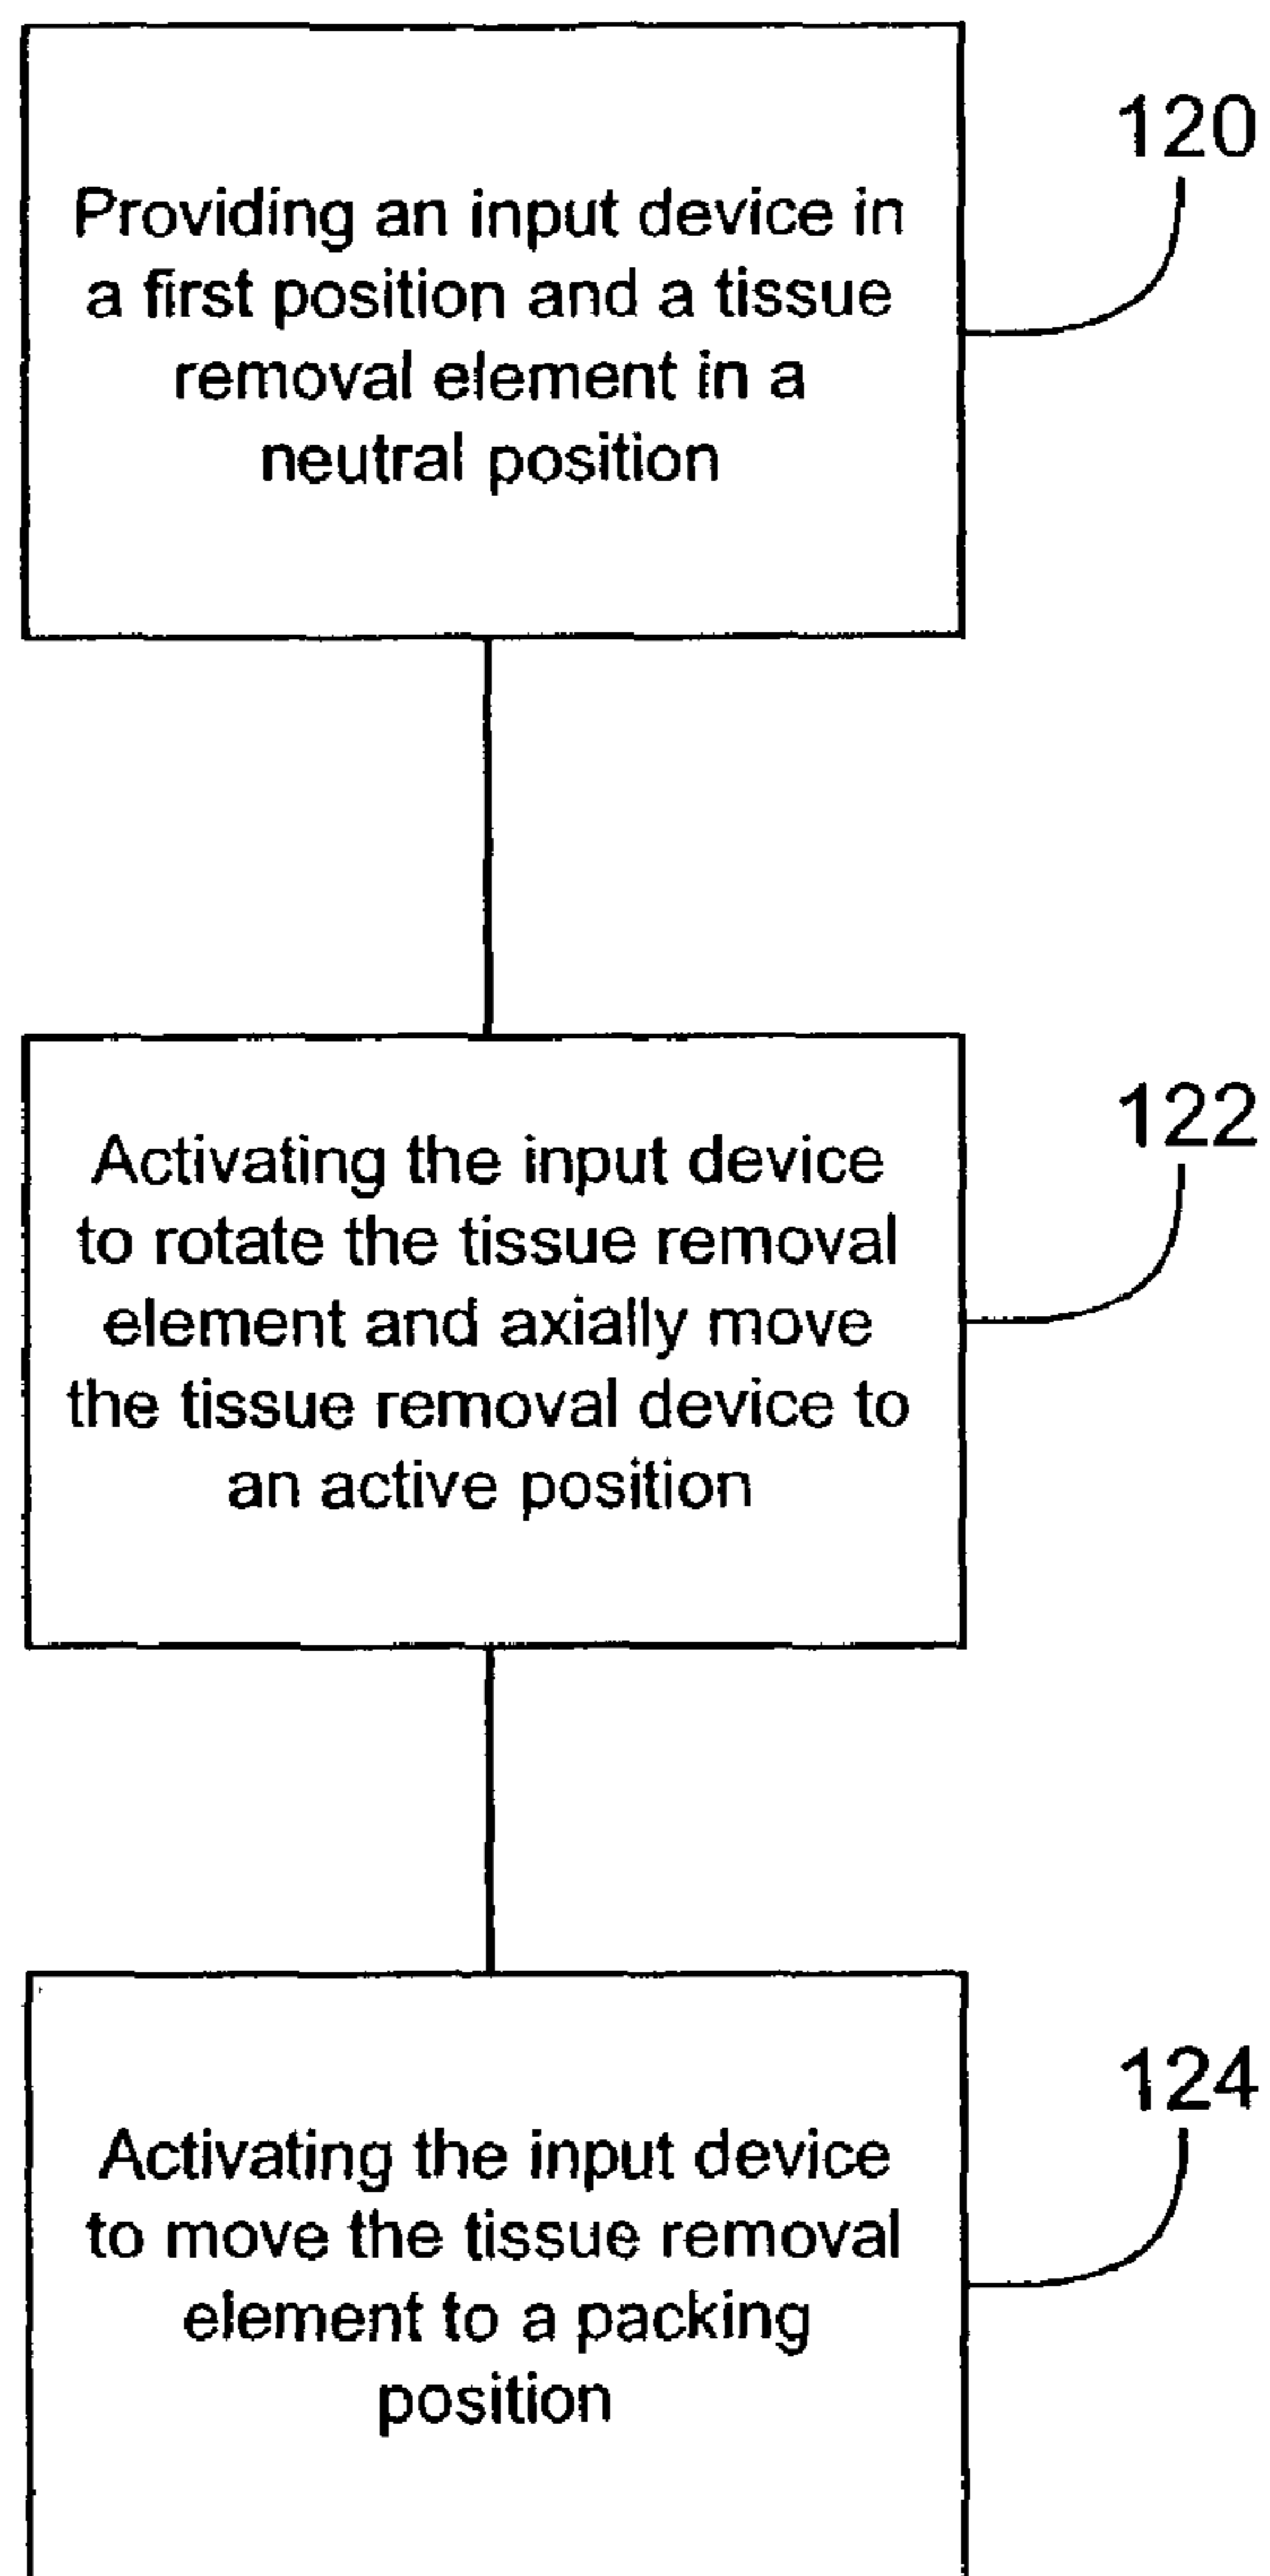 120
Providing an input device in
a first position and a tissue
removal element in a
neutral position
122
Activating the input device
to rotate the tissue removal
element and axially move
the tissue removal device to
an active position
124
Activating the input device
to move the tissue removal
element to a packing
position